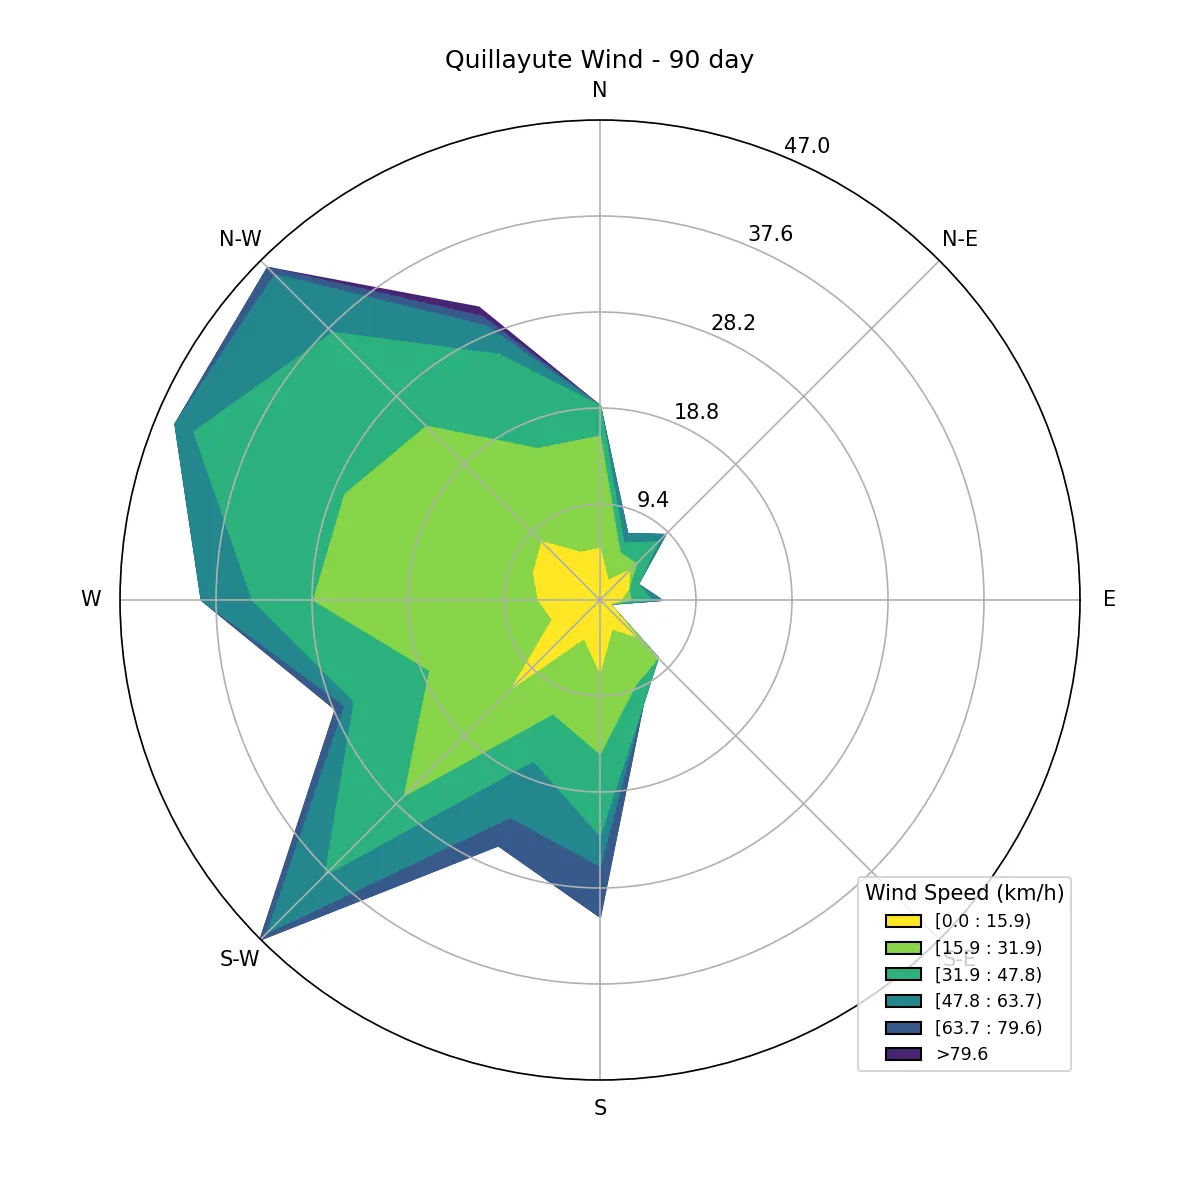 Quillayute Wind - 90 day
N
47.0
N-W
37.6
N-E
28.2
18.8
9.4
W
E
S-W
S-E
S
Wind Speed (km/h)
[0.0 : 15.9)
[15.9 : 31.9)
[31.9 : 47.8)
[47.8 : 63.7)
[63.7 : 79.6)
>79.6